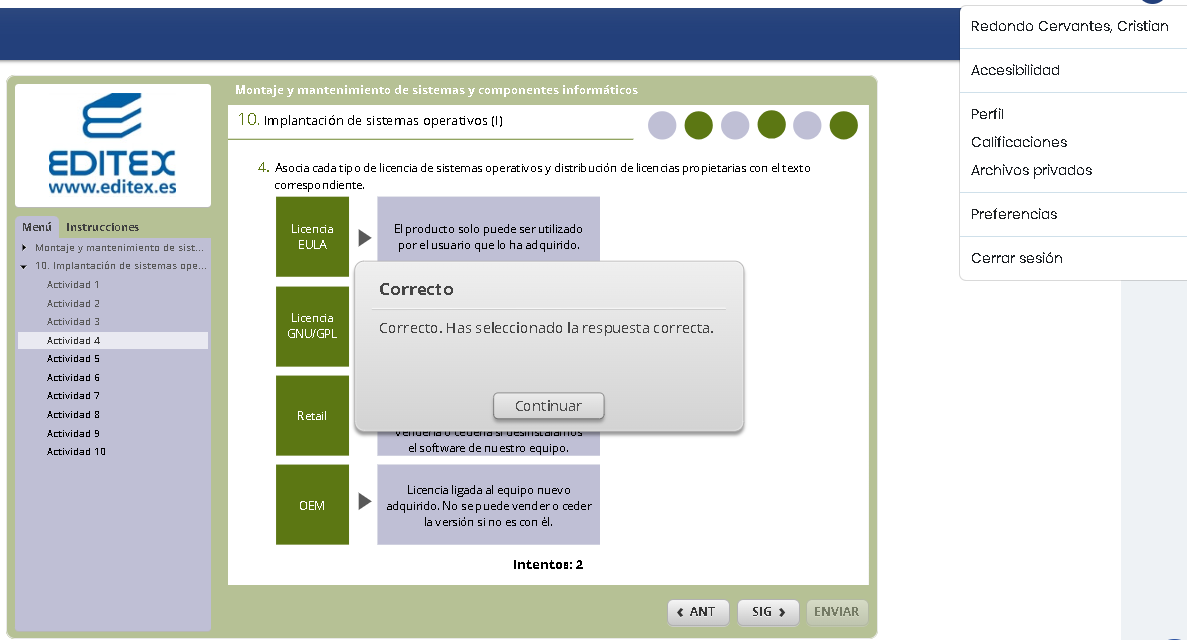 Redondo Cervantes, Cristian
Accesibilidad
Perfil
Calificaciones
Archivos privados
Preferencias
Cerrar sesión
EDITEX
www.editex.es
Menú Instrucciones
Montaje y mantenimiento de sist...
10. Implantación de sistemas ope...
Actividad 1
Actividad 2
Actividad 3
Actividad 4
Actividad 5
Actividad 6
Actividad 7
Actividad 8
Actividad 9
Actividad 10
Montaje y mantenimiento de sistemas y componentes informáticos
10. Implantación de sistemas operativos (I)
4. Asocia cada tipo de licencia de sistemas operativos y distribución de licencias propietarias con el texto
correspondiente.
Licencia
EULA
El producto solo puede ser utilizado
por el usuario que lo ha adquirido.
Correcto
Correcto. Has seleccionado la respuesta correcta.
Continuar
Licencia
GNU/GPL
Retail
venderla o cederla si desinstalamos
el software de nuestro equipo.
OEM
Licencia ligada al equipo nuevo
adquirido. No se puede vender o ceder
la versión si no es con él.
Intentos: 2
ANT
SIG
ENVIAR